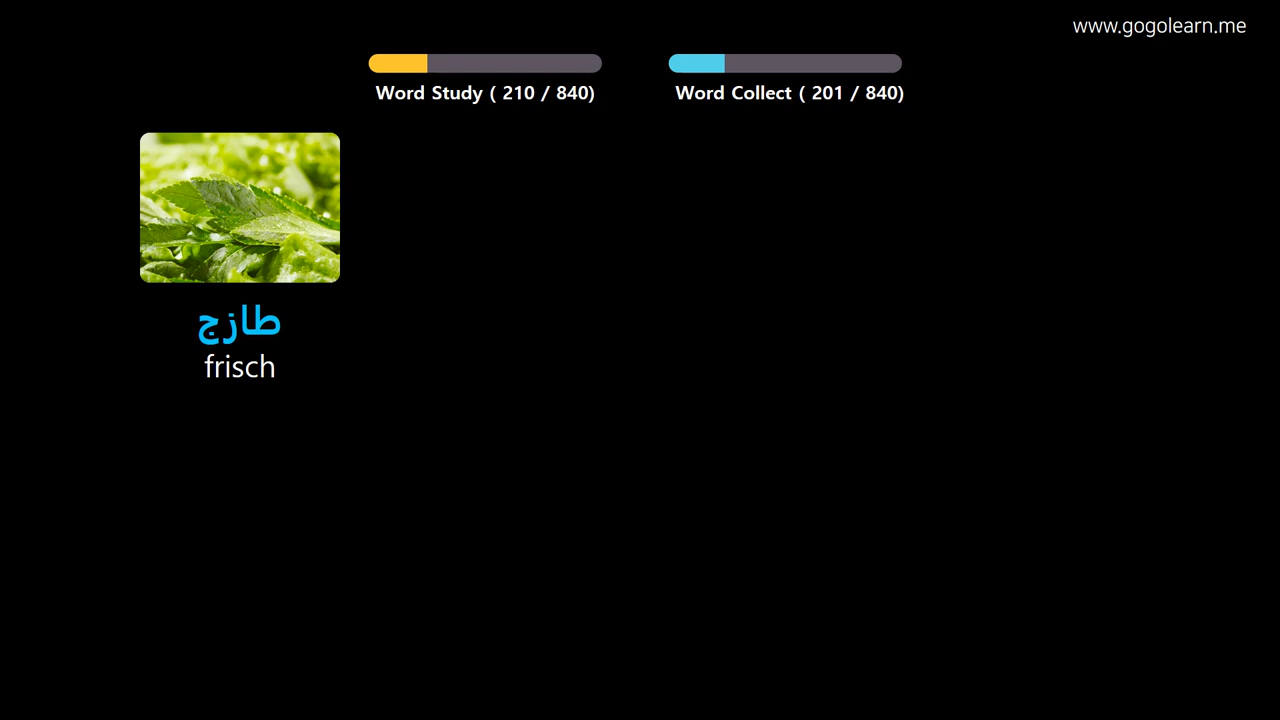 www.gogolearn.me
Word Study ( 210 / 840)
Word Collect ( 201 / 840)
طازج
frisch